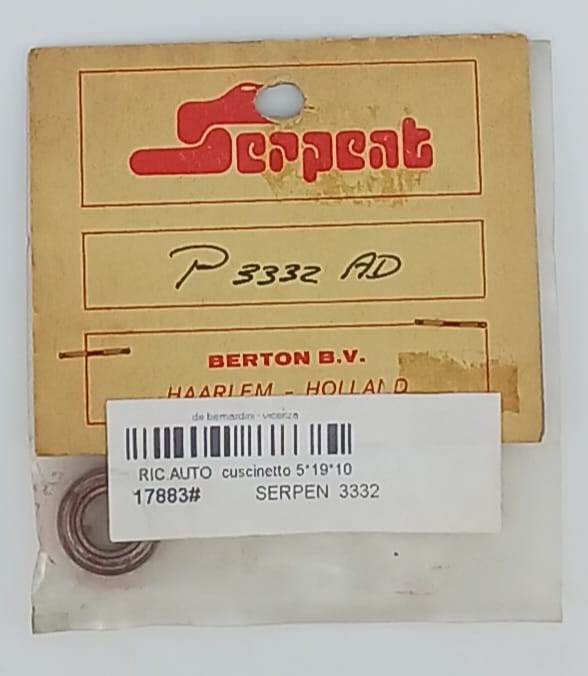 Serpent
P 3332 AD
BERTON B.V.
HAARLEM - HOLLAND
de bernardini - vicenza
RIC.AUTO cuscinetto 5*19*10
17883# SERPEN 3332